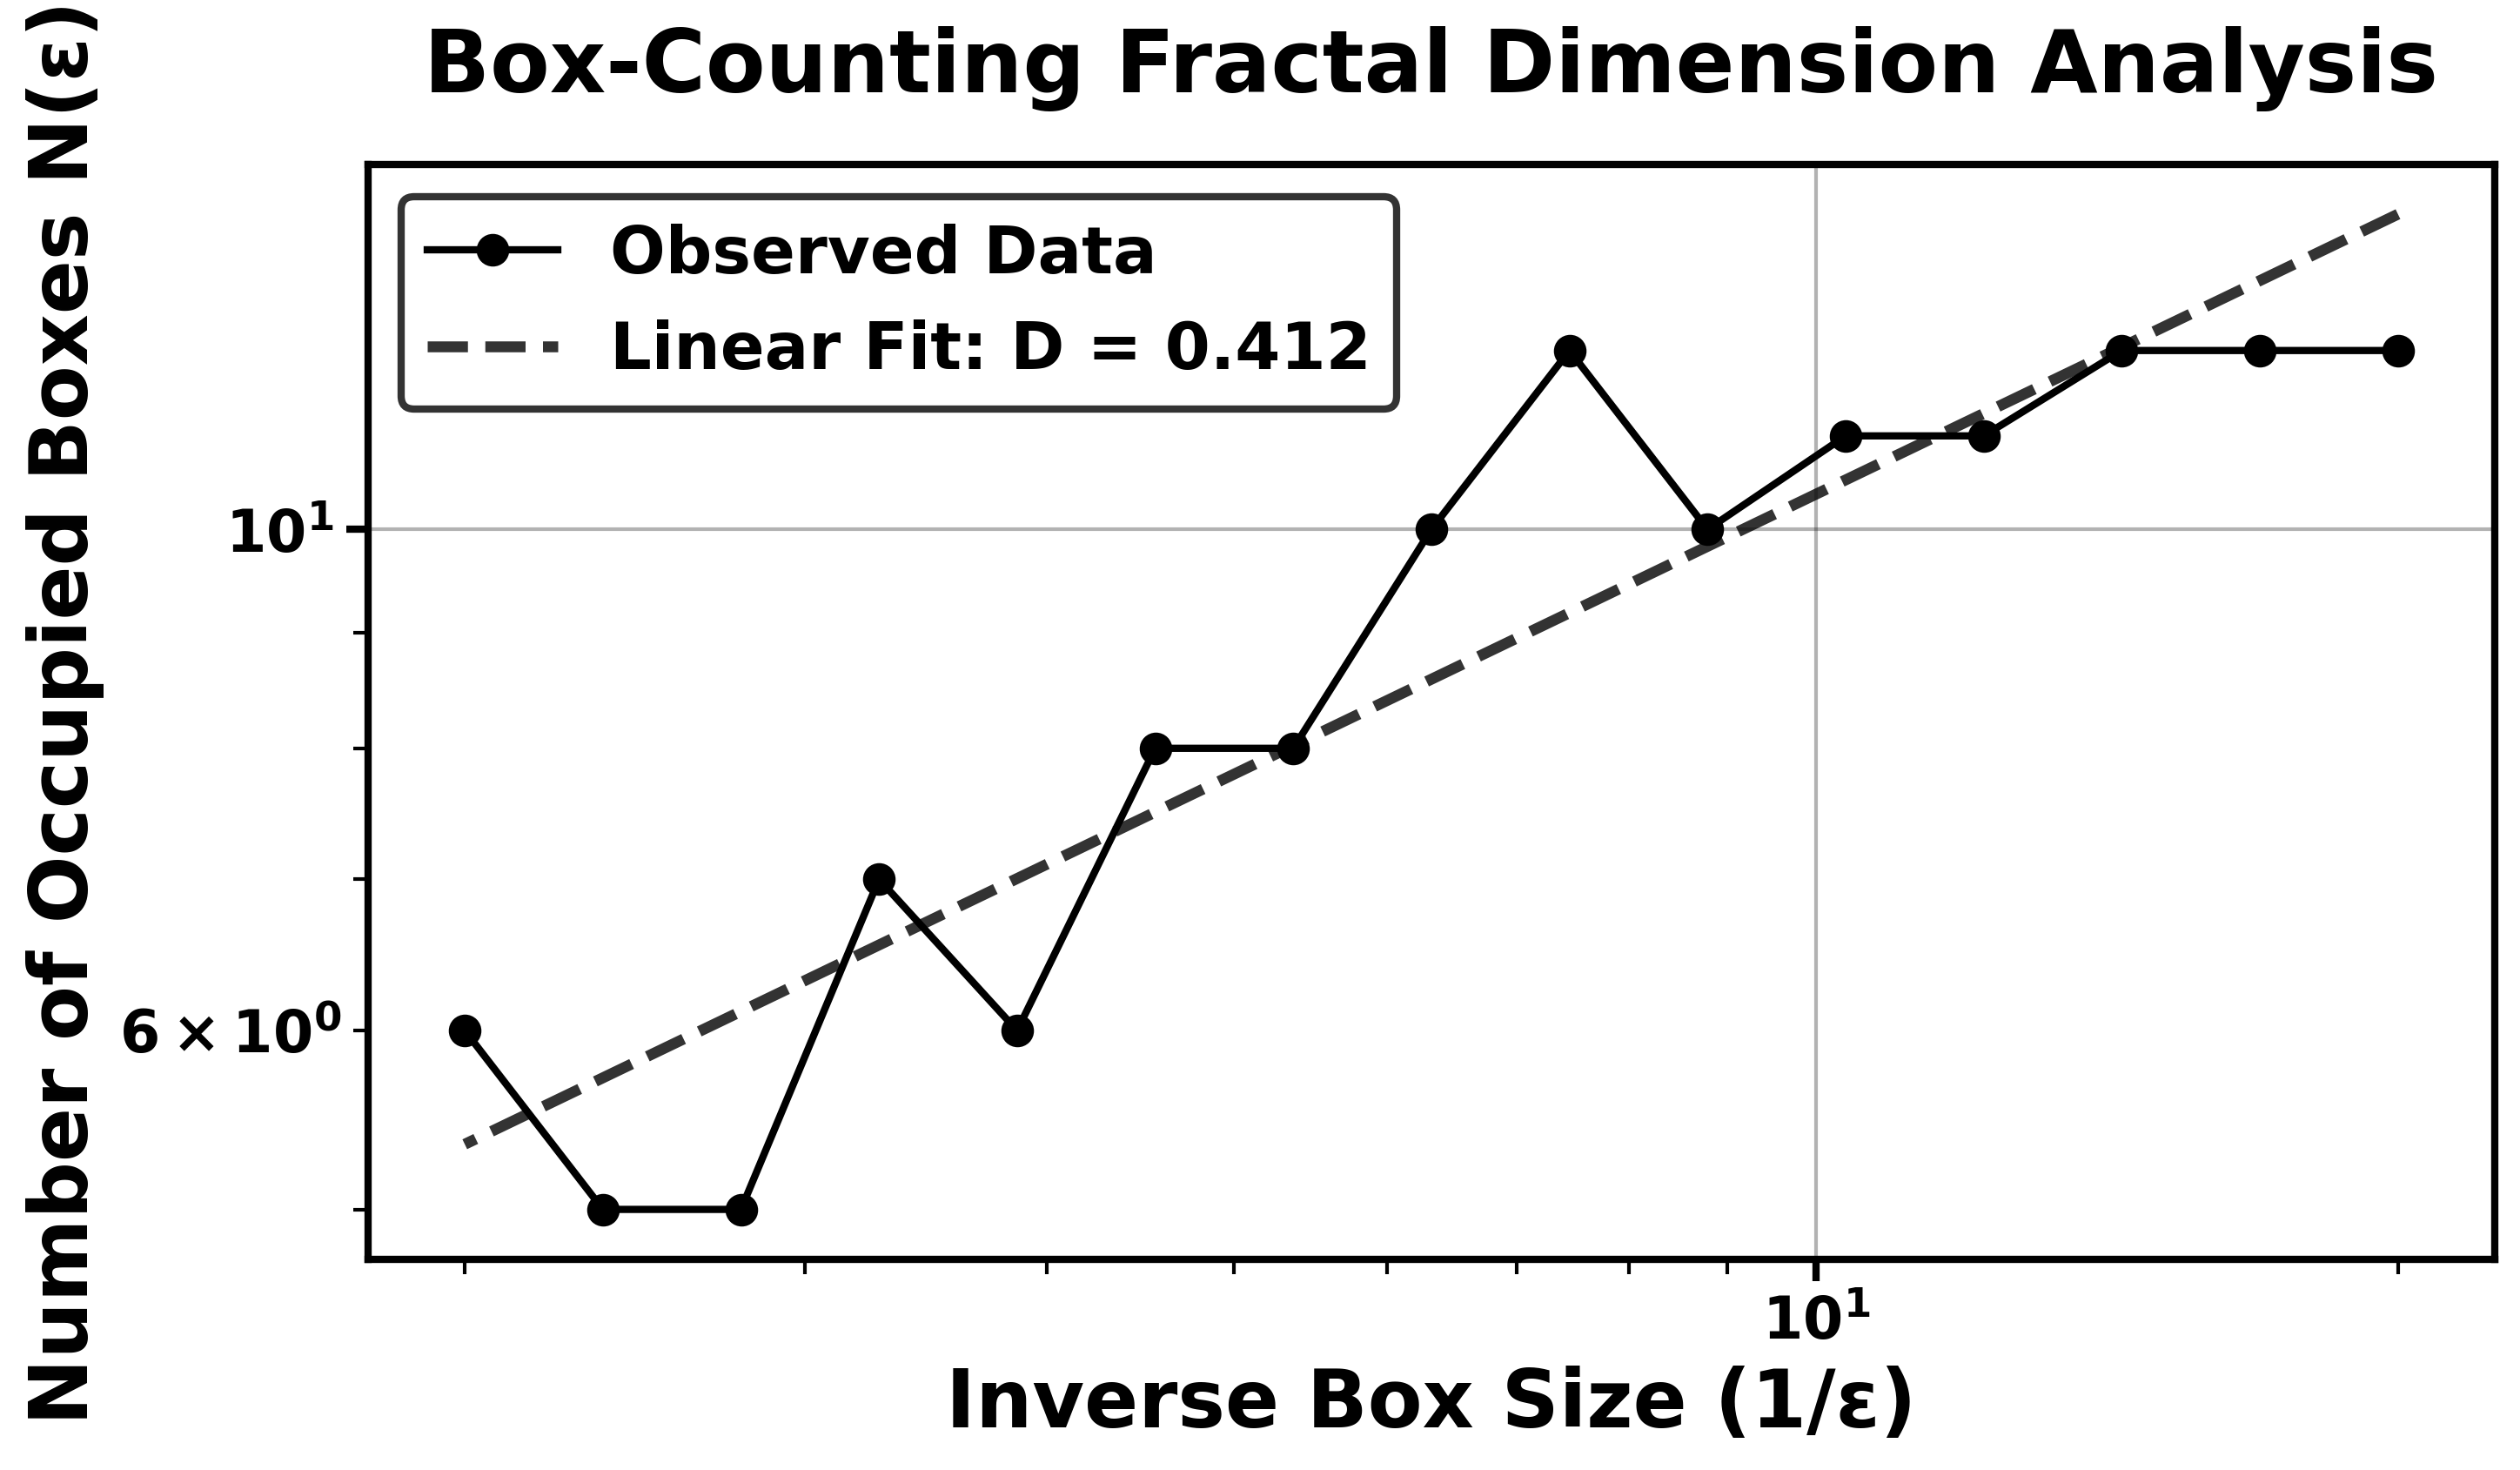 Box-Counting Fractal Dimension Analysis
Number of Occupied Boxes N(ε)
Observed Data
Linear Fit: D = 0.412
10¹
6 × 10⁰
10¹
Inverse Box Size (1/ε)